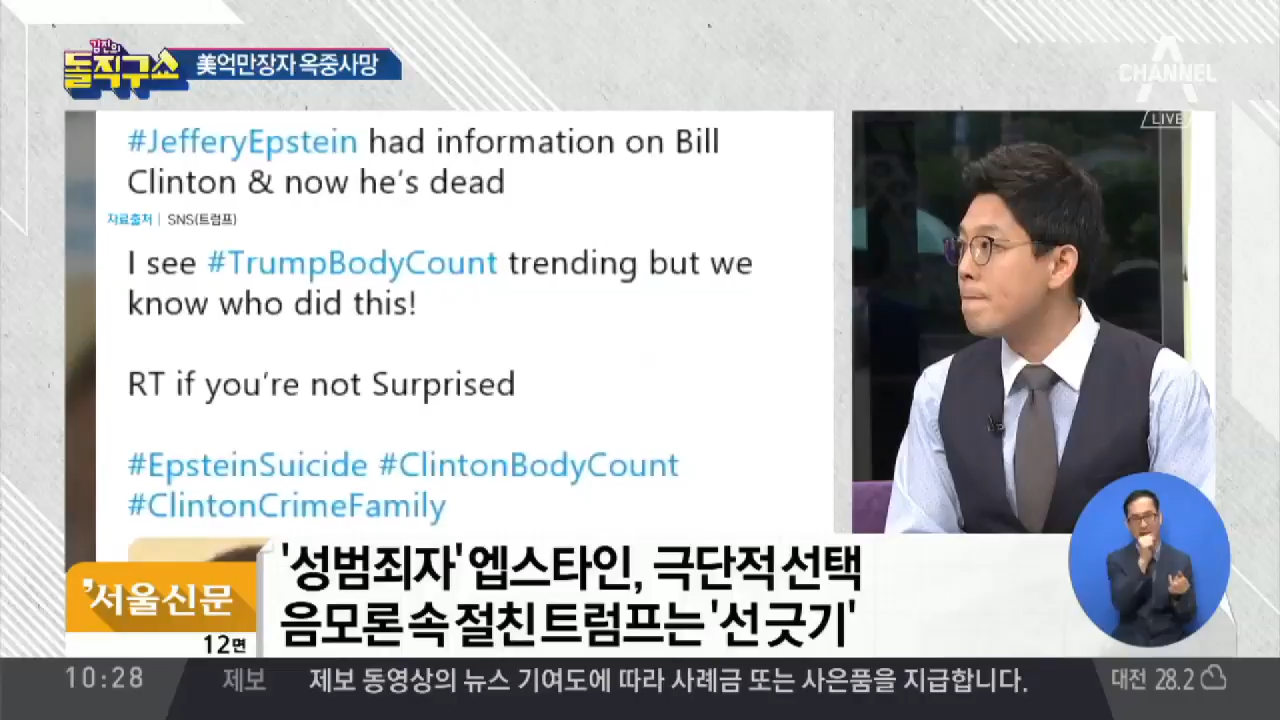 김진의
돌직구쇼
美억만장자 옥중사망
CHANNEL A
LIVE
#JefferyEpstein had information on Bill
Clinton & now he's dead
자료출처 | SNS(트럼프)
I see #TrumpBodyCount trending but we
know who did this!
RT if you're not Surprised
#EpsteinSuicide #ClintonBodyCount
#ClintonCrimeFamily
서울신문
12면
'성범죄자' 엡스타인, 극단적 선택
음모론 속 절친 트럼프는 '선 긋기'
10:28 제보 제보 동영상의 뉴스 기여도에 따라 사례금 또는 사은품을 지급합니다. 대전 28.2